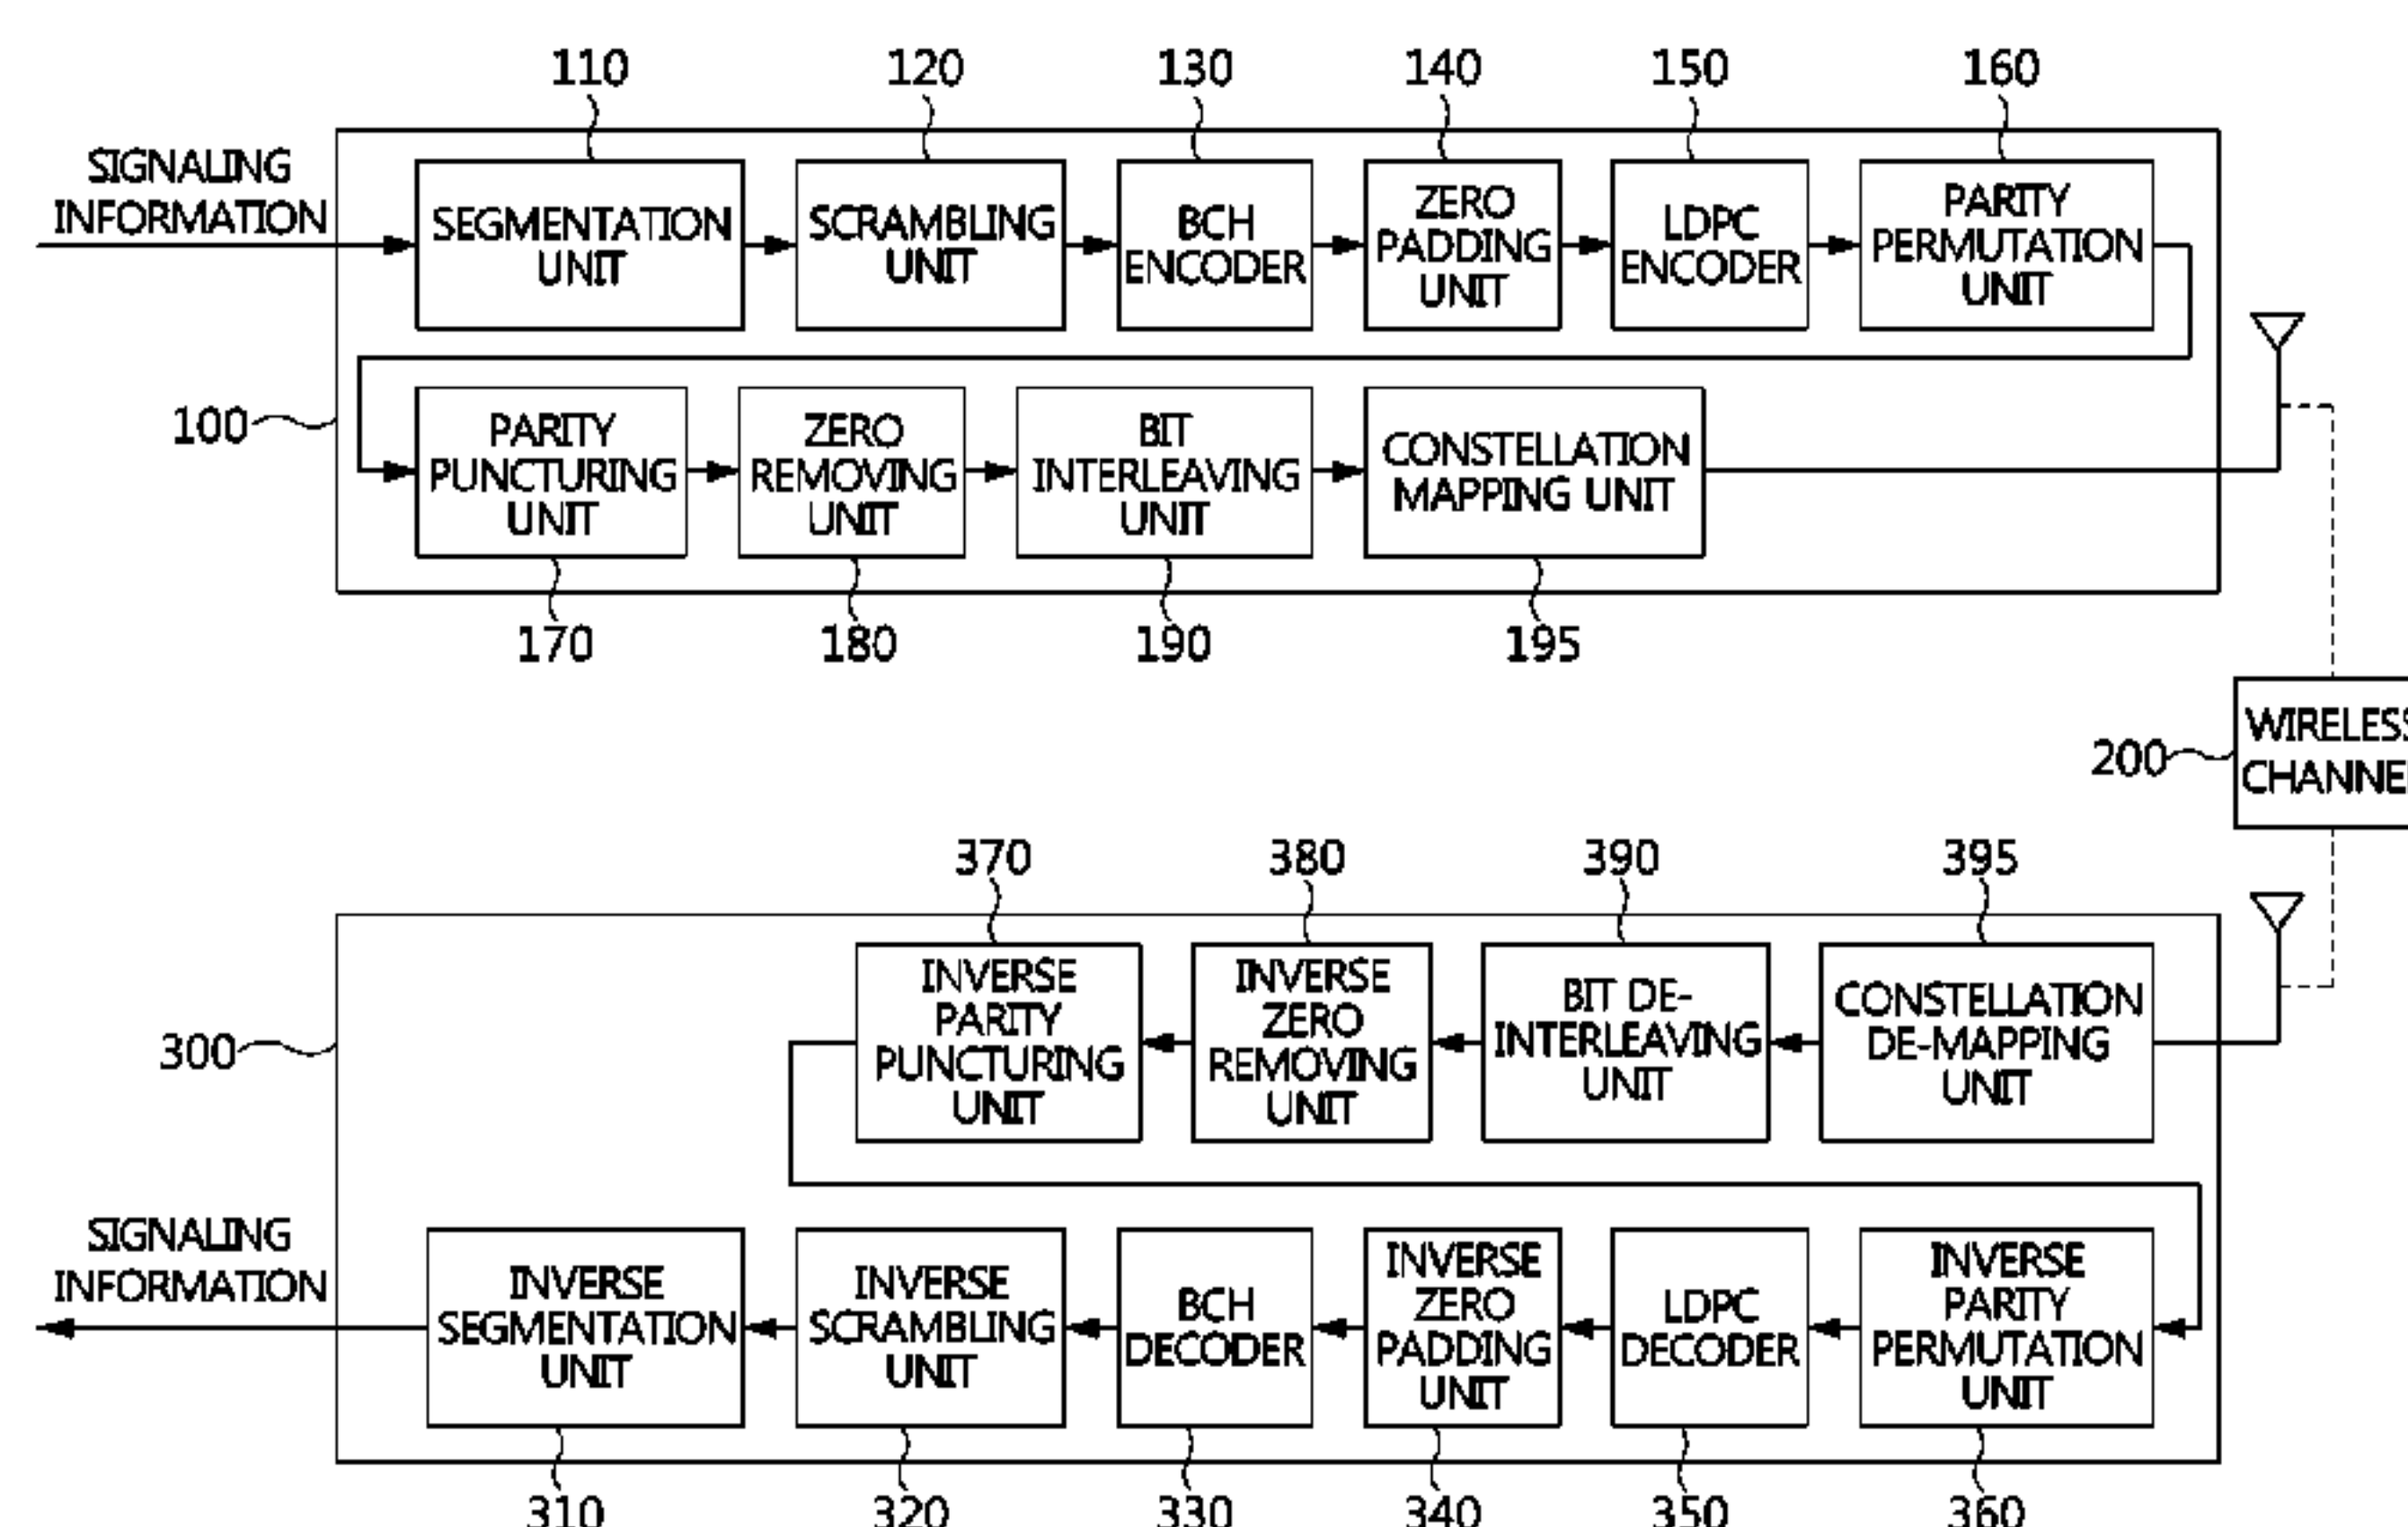 110
120
130
140
150
160
SIGNALING
INFORMATION
SEGMENTATION
UNIT
SCRAMBLING
UNIT
BCH
ENCODER
ZERO
PADDING
UNIT
LDPC
ENCODER
PARITY
PERMUTATION
UNIT
100
PARITY
PUNCTURING
UNIT
ZERO
REMOVING
UNIT
BIT
INTERLEAVING
UNIT
CONSTELLATION
MAPPING UNIT
170
180
190
195
200
WIRELESS
CHANNE
370
380
390
395
300
INVERSE
PARITY
PUNCTURING
UNIT
INVERSE
ZERO
REMOVING
UNIT
BIT DE-
INTERLEAVING
UNIT
CONSTELLATION
DE-MAPPING
UNIT
SIGNALING
INFORMATION
INVERSE
SEGMENTATION
UNIT
INVERSE
SCRAMBLING
UNIT
BCH
DECODER
INVERSE
ZERO
PADDING
UNIT
LDPC
DECODER
INVERSE
PARITY
PERMUTATION
UNIT
310
320
330
340
350
360